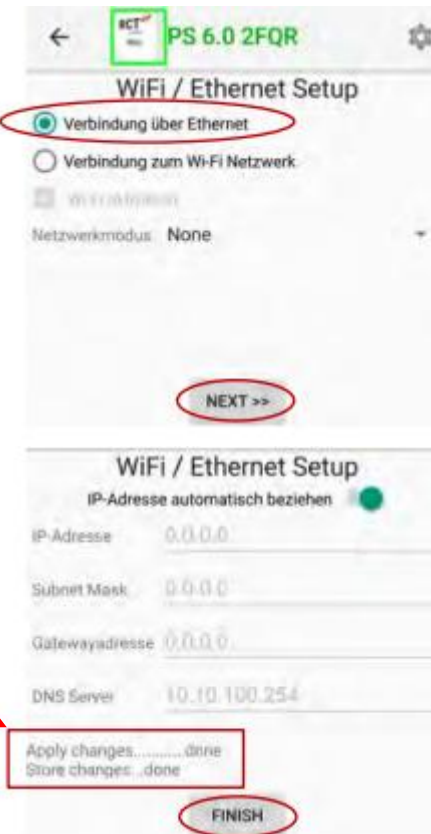 RCT
PS 6.0 2FQR
WiFi / Ethernet Setup
Verbindung über Ethernet
Verbindung zum Wi-Fi Netzwerk
Netzwerkmodus None
NEXT >>
WiFi / Ethernet Setup
IP-Adresse automatisch beziehen
IP-Adresse 0.0.0.0
Subnet Mask 0.0.0.0
Gatewayadresse 0.0.0.0
DNS Server 10.10.100.254
Apply changes...........done
Store changes...done
FINISH